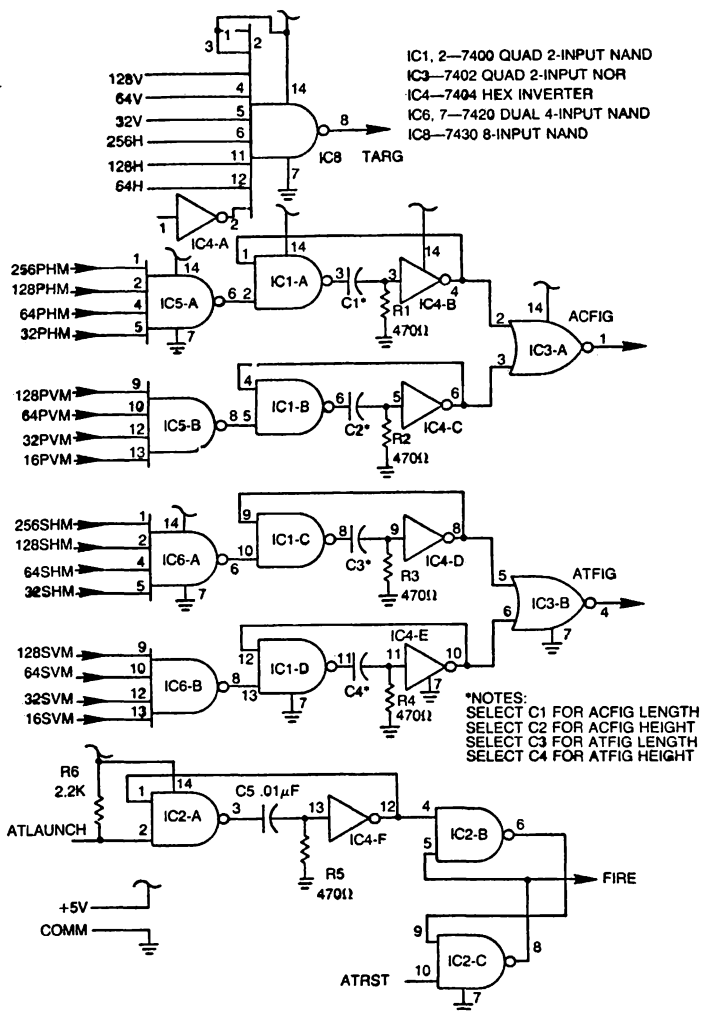 1
2
3
IC1, 2—7400 QUAD 2-INPUT NAND
IC3—7402 QUAD 2-INPUT NOR
IC4—7404 HEX INVERTER
IC6, 7—7420 DUAL 4-INPUT NAND
IC8—7430 8-INPUT NAND
128V
14
64V
4
32V
5
8
256H
6
IC8
TARG
128H
11
7
64H
12
1
2
IC4-A
14
14
256PHM
1
14
1
128PHM
2
IC5-A
6
2
IC1-A
3
C1*
3
IC4-B
4
64PHM
4
R1
470Ω
32PHM
5
7
14
ACFIG
2
IC3-A
1
3
128PVM
9
4
64PVM
10
IC5-B
8
5
IC1-B
6
C2*
5
IC4-C
6
32PVM
12
R2
470Ω
16PVM
13
256SHM
1
14
9
128SHM
2
IC6-A
6
10
IC1-C
8
C3*
9
IC4-D
8
64SHM
4
R3
470Ω
32SHM
5
7
ATFIG
5
IC3-B
4
6
7
128SVM
9
12
IC4-E
64SVM
10
IC6-B
8
13
IC1-D
11
C4*
11
10
7
32SVM
12
R4
470Ω
16SVM
13
7
*NOTES:
SELECT C1 FOR ACFIG LENGTH
SELECT C2 FOR ACFIG HEIGHT
SELECT C3 FOR ATFIG LENGTH
SELECT C4 FOR ATFIG HEIGHT
R6
2.2K
14
1
IC2-A
3
C5 .01μF
13
IC4-F
12
4
IC2-B
6
ATLAUNCH
2
R5
470Ω
5
FIRE
+5V
COMM
9
IC2-C
8
ATRST
10
7